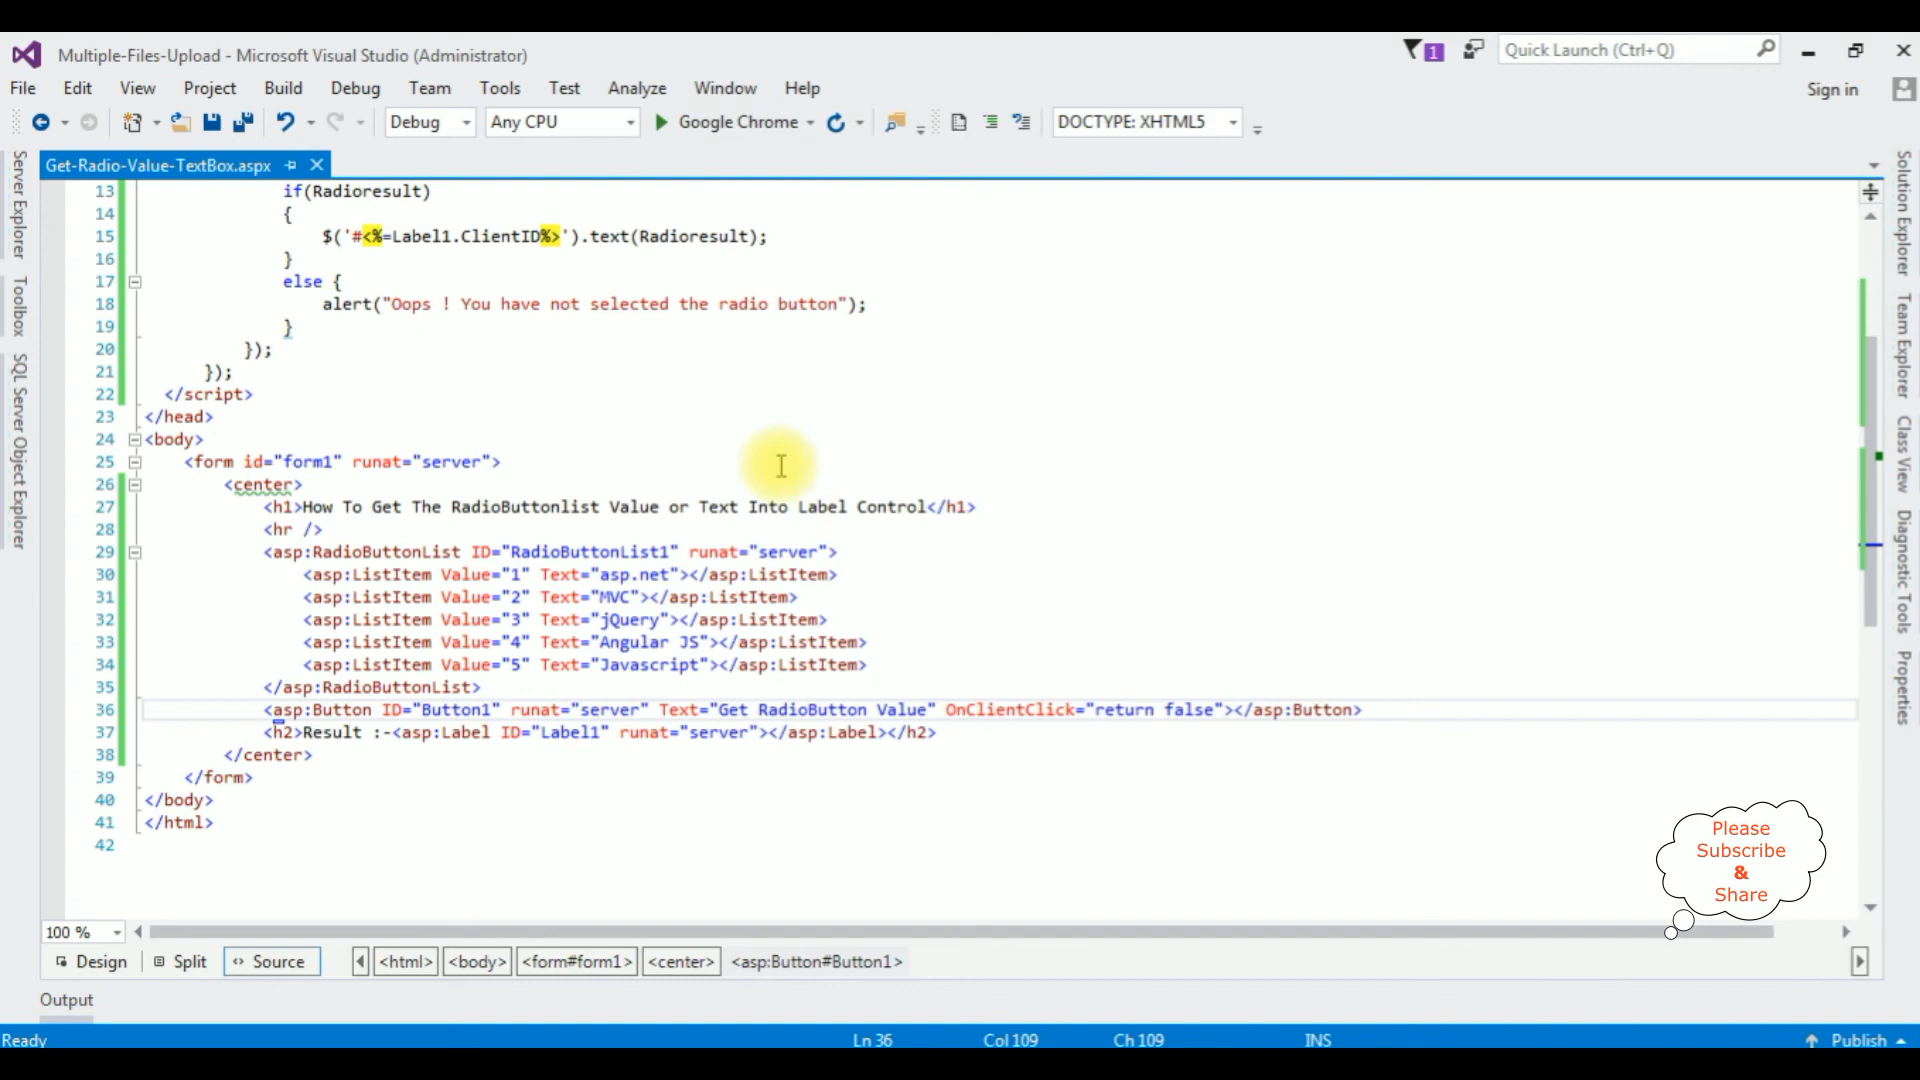 Multiple-Files-Upload - Microsoft Visual Studio (Administrator)
1
Quick Launch (Ctrl+Q)
File Edit View Project Build Debug Team Tools Test Analyze Window Help
Sign in
Debug Any CPU Google Chrome DOCTYPE: XHTML5
Get-Radio-Value-TextBox.aspx
Server Explorer
Toolbox
SQL Server Object Explorer
13 if(Radioresult)
14 {
15 $('#<%=Label1.ClientID%>').text(Radioresult);
16 }
17 else {
18 alert("Oops ! You have not selected the radio button");
19 }
20 });
21 });
22 </script>
23 </head>
24 <body>
25 <form id="form1" runat="server">
26 <center>
27 <h1>How To Get The RadioButtonlist Value or Text Into Label Control</h1>
28 <hr />
29 <asp:RadioButtonList ID="RadioButtonList1" runat="server">
30 <asp:ListItem Value="1" Text="asp.net"></asp:ListItem>
31 <asp:ListItem Value="2" Text="MVC"></asp:ListItem>
32 <asp:ListItem Value="3" Text="jQuery"></asp:ListItem>
33 <asp:ListItem Value="4" Text="Angular JS"></asp:ListItem>
34 <asp:ListItem Value="5" Text="Javascript"></asp:ListItem>
35 </asp:RadioButtonList>
36 <asp:Button ID="Button1" runat="server" Text="Get RadioButton Value" OnClientClick="return false"></asp:Button>
37 <h2>Result :-<asp:Label ID="Label1" runat="server"></asp:Label></h2>
38 </center>
39 </form>
40 </body>
41 </html>
42
Solution Explorer
Team Explorer
Class View
Diagnostic Tools
Properties
Please
Subscribe
&
Share
100 %
Design Split Source <html> <body> <form#form1> <center> <asp:Button#Button1>
Output
Ready Ln 36 Col 109 Ch 109 INS Publish